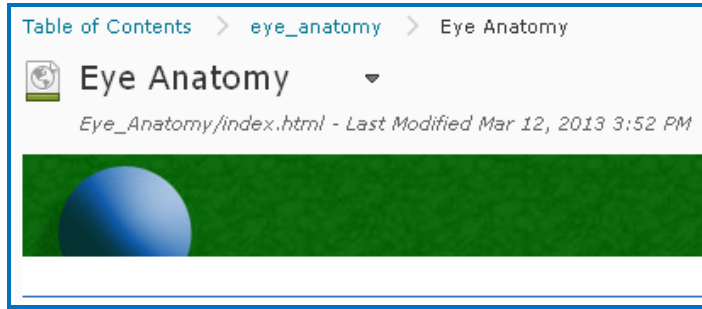 Table of Contents > eye_anatomy > Eye Anatomy
Eye Anatomy
Eye_Anatomy/index.html - Last Modified Mar 12, 2013 3:52 PM